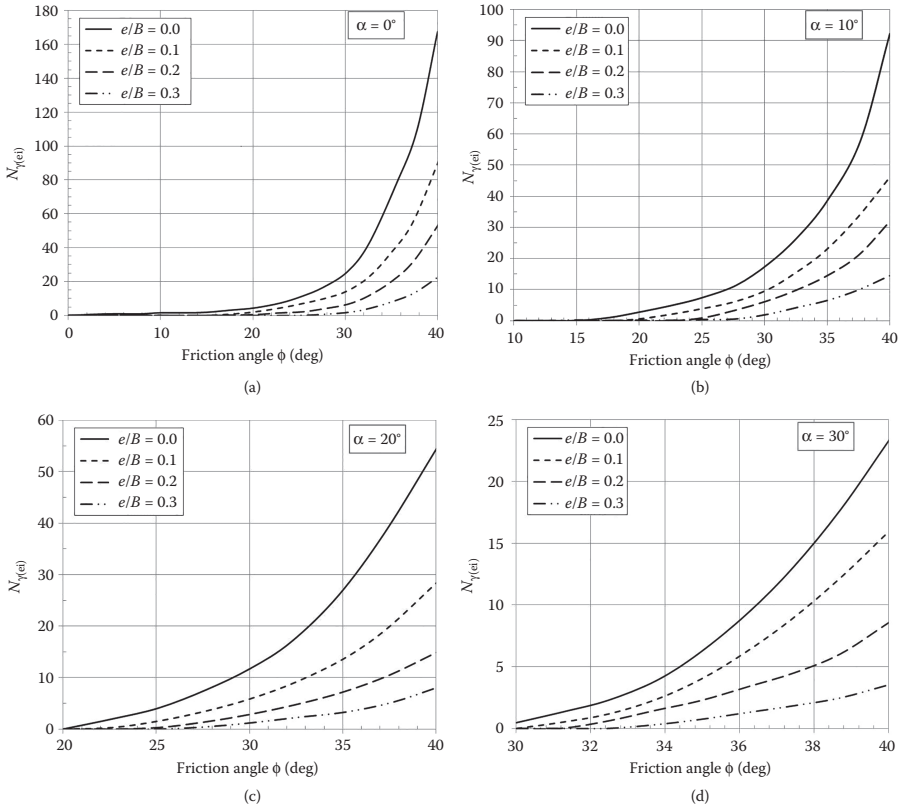 180
160
140
120
100
80
60
40
20
0
N_γ(ei)
e/B = 0.0
e/B = 0.1
e/B = 0.2
e/B = 0.3
α = 0°
0 10 20 30 40
Friction angle ϕ (deg)
(a)
100
90
80
70
60
50
40
30
20
10
0
N_γ(ei)
e/B = 0.0
e/B = 0.1
e/B = 0.2
e/B = 0.3
α = 10°
10 15 20 25 30 35 40
Friction angle ϕ (deg)
(b)
60
50
40
30
20
10
0
N_γ(ei)
e/B = 0.0
e/B = 0.1
e/B = 0.2
e/B = 0.3
α = 20°
20 25 30 35 40
Friction angle ϕ (deg)
(c)
25
20
15
10
5
0
N_γ(ei)
e/B = 0.0
e/B = 0.1
e/B = 0.2
e/B = 0.3
α = 30°
30 32 34 36 38 40
Friction angle ϕ (deg)
(d)